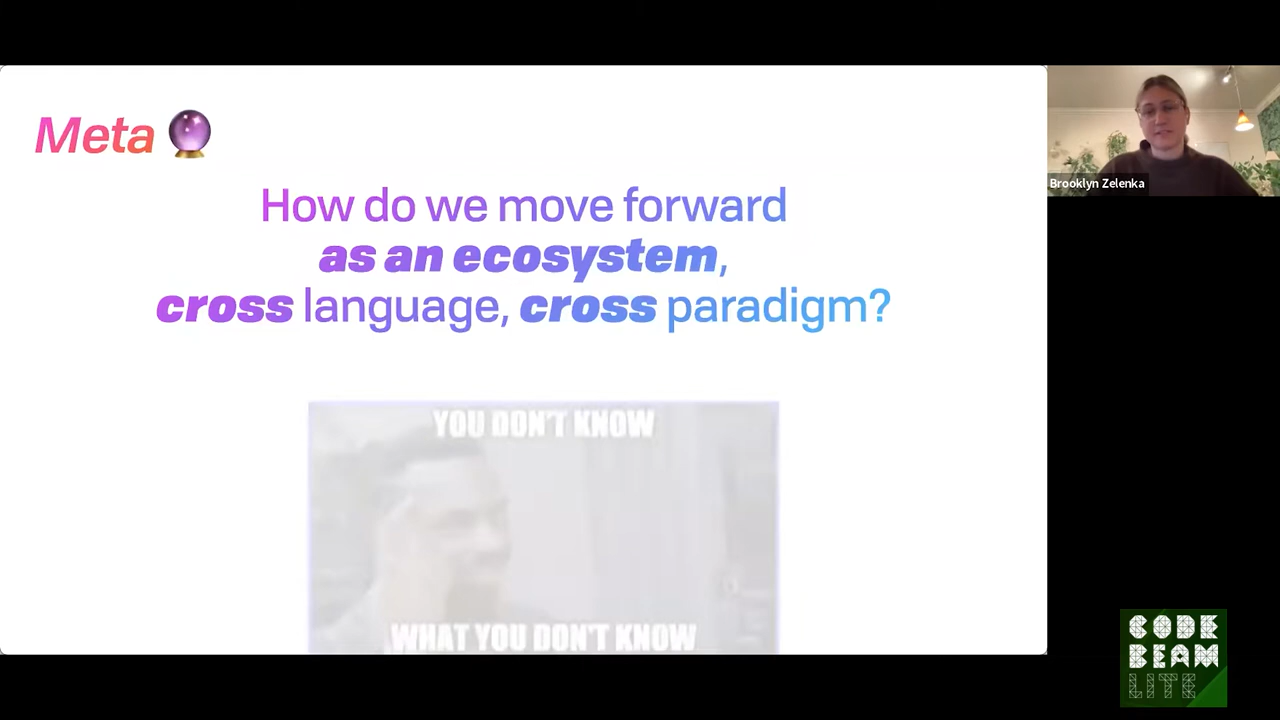 Meta
How do we move forward
as an ecosystem,
cross language, cross paradigm?
YOU DON'T KNOW
WHAT YOU DON'T KNOW
Brooklyn Zelenka
CODE
BEAM
LITE